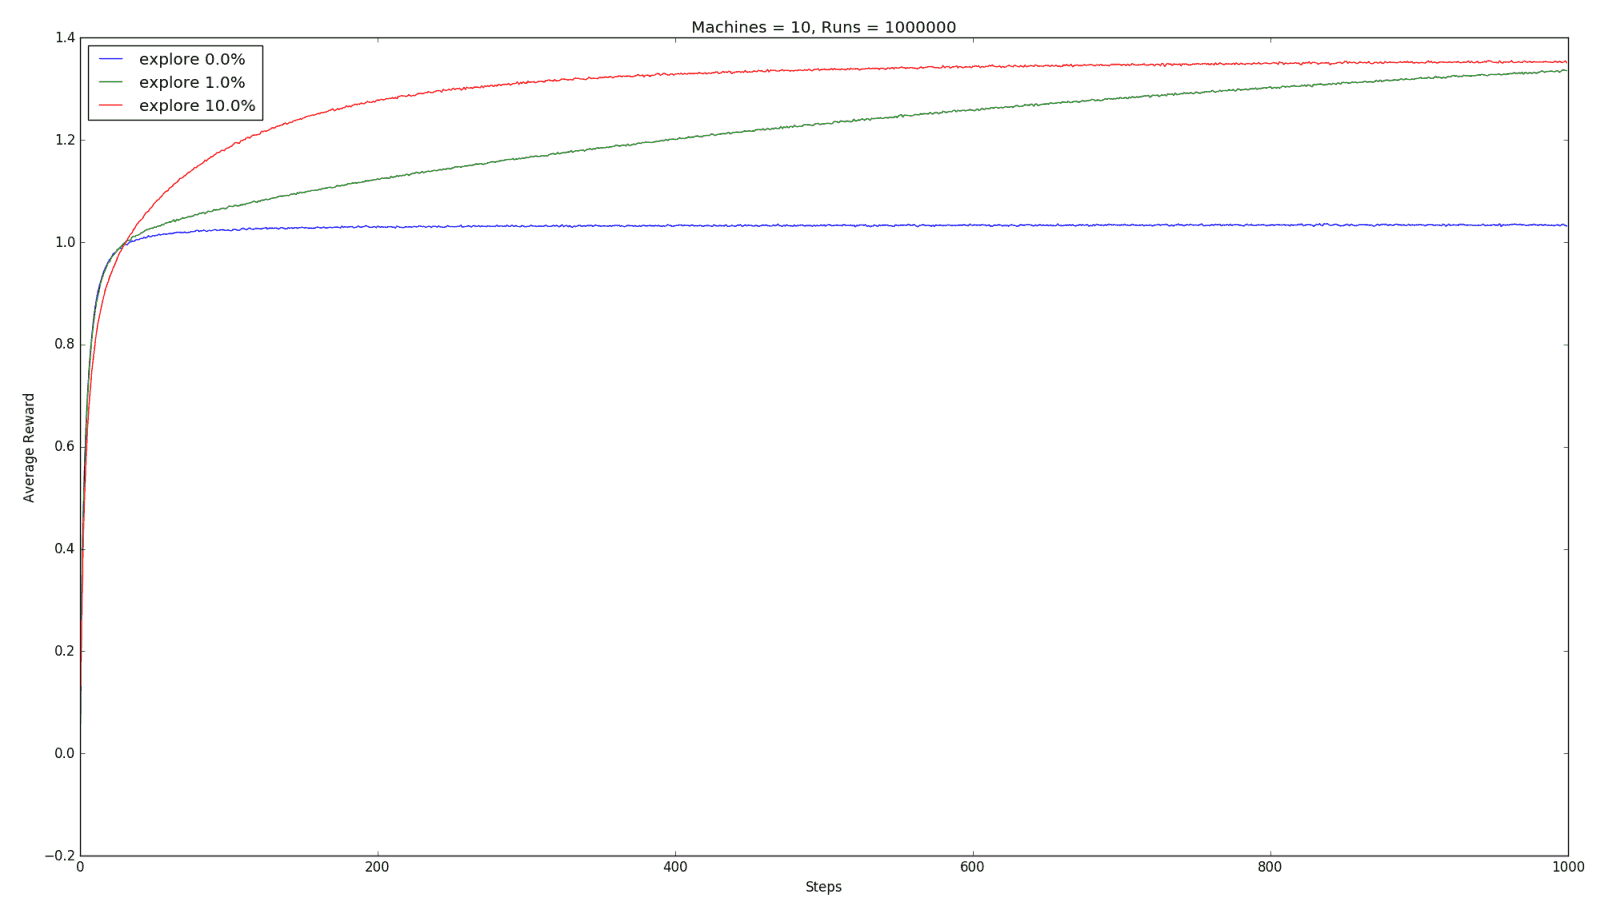 Machines = 10, Runs = 1000000
explore 0.0%
explore 1.0%
explore 10.0%
1.4
1.2
1.0
0.8
0.6
0.4
0.2
0.0
−0.2
Average Reward
0 200 400 600 800 1000
Steps